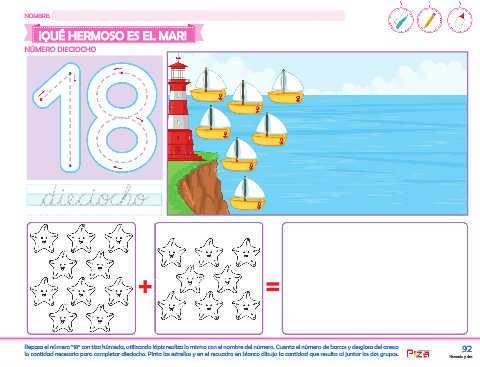 NOMBRE
¡QUÉ HERMOSO ES EL MAR!
NÚMERO DIECIOCHO
18
dieciocho
+
=
Repasa el número "18" con tiza húmeda, utilizando lápiz realiza lo mismo con el nombre del número. Cuenta el número de barcos y desglosa del anexo
la cantidad necesaria para completar dieciocho. Pinta las estrellas y en el recuadro en blanco dibuja la cantidad que resulta al juntar los dos grupos.
92